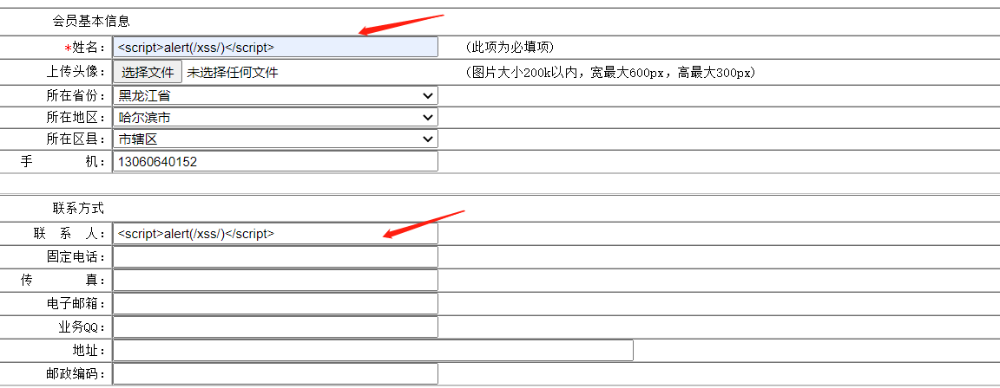 会员基本信息
*姓名： <script>alert(/xss/)</script> (此项为必填项)
上传头像： 选择文件 未选择任何文件 (图片大小200k以内，宽最大600px，高最大300px)
所在省份： 黑龙江省
所在地区： 哈尔滨市
所在区县： 市辖区
手 机： 13060640152
联系方式
联 系 人： <script>alert(/xss/)</script>
固定电话：
传 真：
电子邮箱：
业务QQ：
地址：
邮政编码：